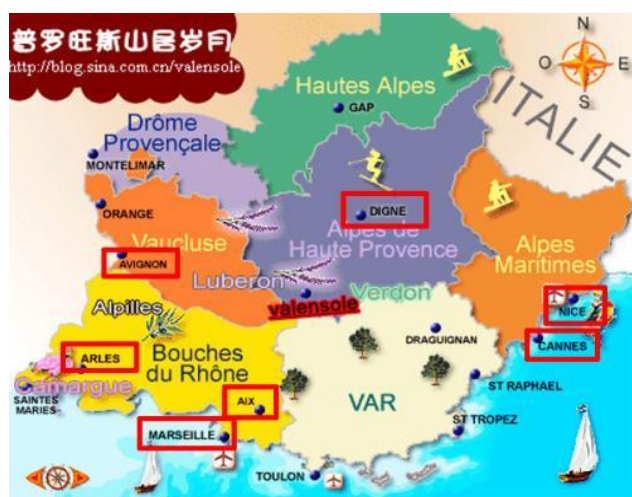 普罗旺斯山居岁月
http://blog.sina.com.cn/valensole
N
O
E
S
ITALIE
Hautes Alpes
GAP
Drôme
Provençale
MONTELIMAR
ORANGE
DIGNE
Vaucluse
Alpes de
Haute Provence
Alpes
Maritimes
AVIGNON
Luberon
Verdon
valensole
NICE
Alpilles
CANNES
DRAGUIGNAN
ARLES
Bouches
du Rhône
Camargue
SAINTES
MARIES
AIX
VAR
ST RAPHAEL
MARSEILLE
ST TROPEZ
TOULON